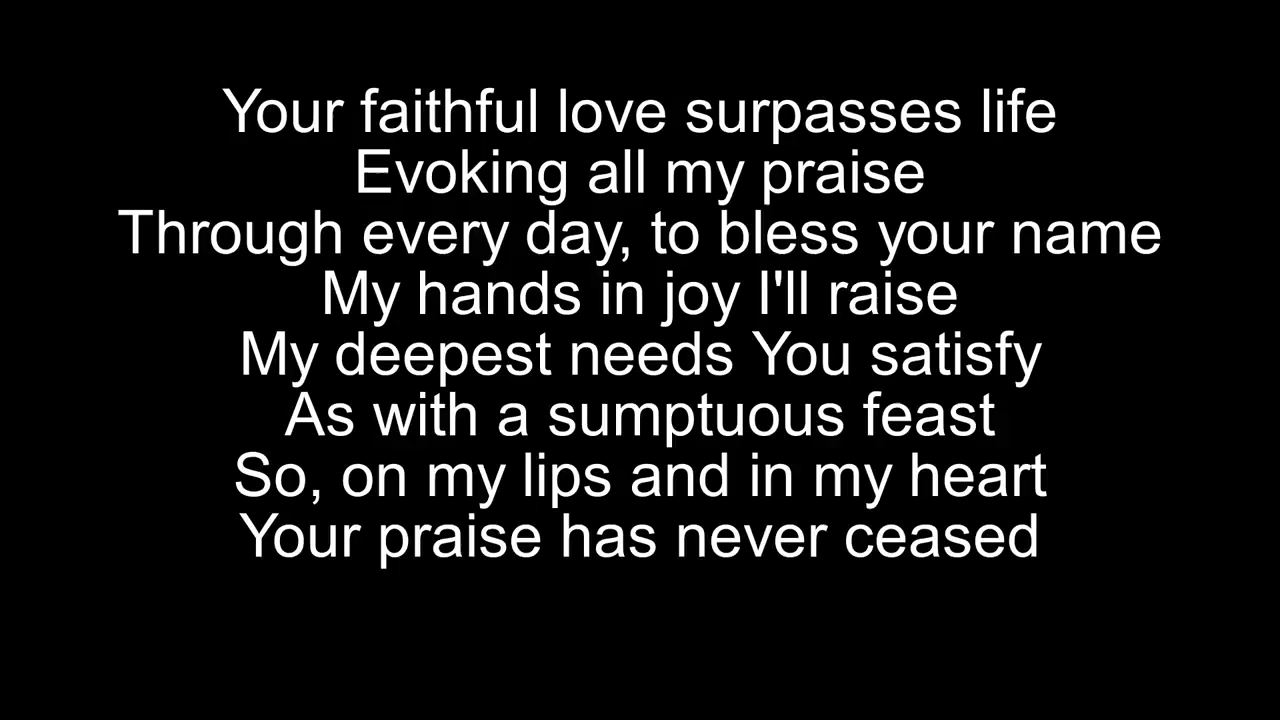 Your faithful love surpasses life
Evoking all my praise
Through every day, to bless your name
My hands in joy I'll raise
My deepest needs You satisfy
As with a sumptuous feast
So, on my lips and in my heart
Your praise has never ceased